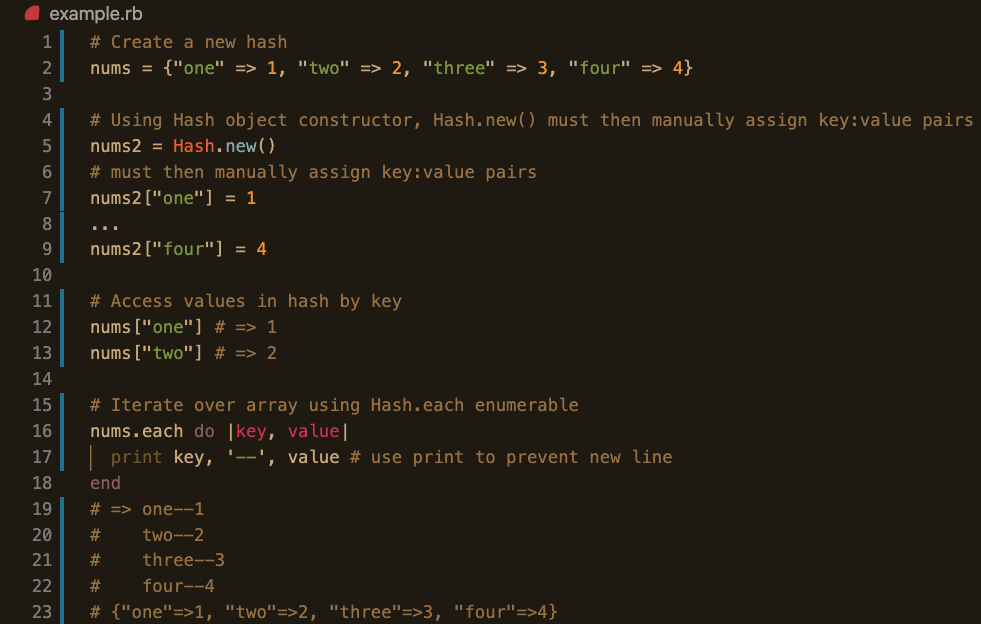 example.rb
1 # Create a new hash
2 nums = {"one" => 1, "two" => 2, "three" => 3, "four" => 4}
3
4 # Using Hash object constructor, Hash.new() must then manually assign key:value pairs
5 nums2 = Hash.new()
6 # must then manually assign key:value pairs
7 nums2["one"] = 1
8 ...
9 nums2["four"] = 4
10
11 # Access values in hash by key
12 nums["one"] # => 1
13 nums["two"] # => 2
14
15 # Iterate over array using Hash.each enumerable
16 nums.each do |key, value|
17   print key, '--', value # use print to prevent new line
18 end
19 # => one--1
20 #    two--2
21 #    three--3
22 #    four--4
23 # {"one"=>1, "two"=>2, "three"=>3, "four"=>4}